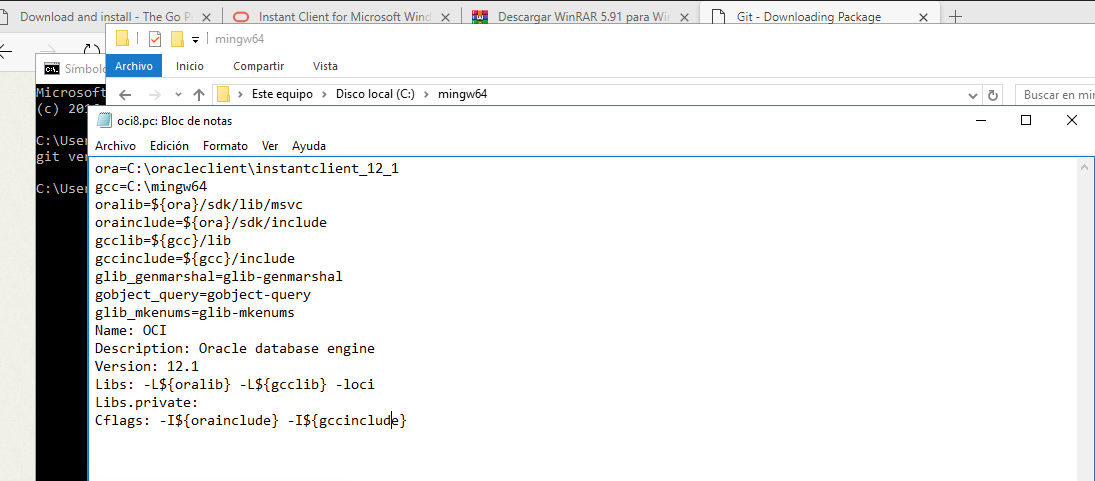 Download and install - The Go P
Instant Client for Microsoft Wind
Descargar WinRAR 5.91 para Win
Git - Downloading Package
mingw64
Símbolo
Archivo Inicio Compartir Vista
Este equipo Disco local (C:) mingw64
Buscar en min
Microsoft
(c) 201
C:\User
git ver
C:\User
oci8.pc: Bloc de notas
Archivo Edición Formato Ver Ayuda
ora=C:\oracleclient\instantclient_12_1
gcc=C:\mingw64
oralib=${ora}/sdk/lib/msvc
orainclude=${ora}/sdk/include
gcclib=${gcc}/lib
gccinclude=${gcc}/include
glib_genmarshal=glib-genmarshal
gobject_query=gobject-query
glib_mkenums=glib-mkenums
Name: OCI
Description: Oracle database engine
Version: 12.1
Libs: -L${oralib} -L${gcclib} -loci
Libs.private:
Cflags: -I${orainclude} -I${gccinclude}